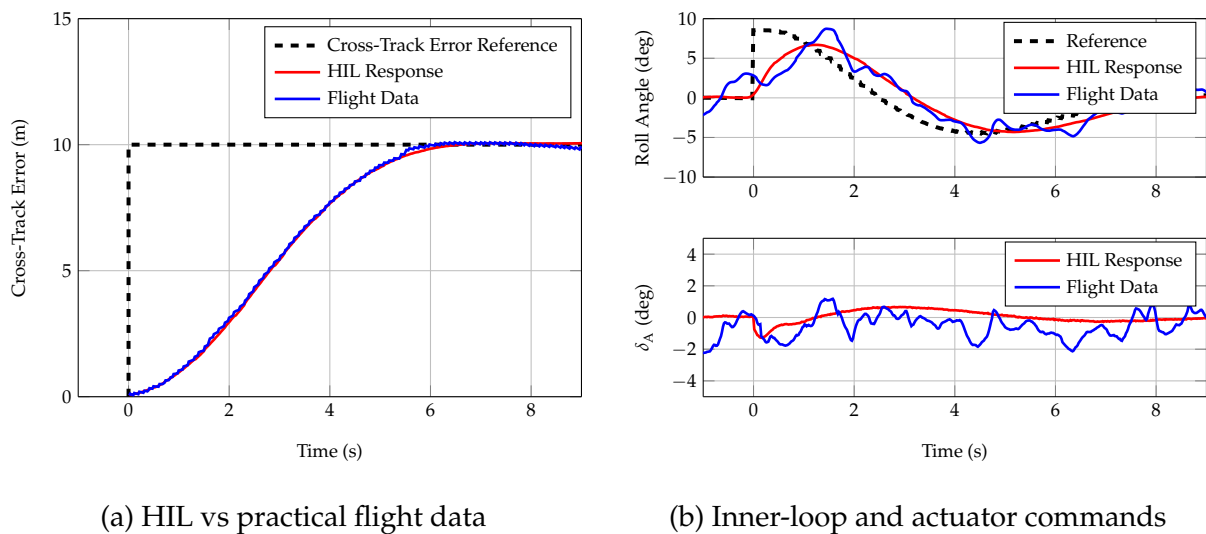 15
10
5
0
0
2
4
6
8
Cross-Track Error (m)
Time (s)
Cross-Track Error Reference
HIL Response
Flight Data
(a) HIL vs practical flight data
10
5
0
−5
−10
0
2
4
6
8
Roll Angle (deg)
Reference
HIL Response
Flight Data
4
2
0
−2
−4
0
2
4
6
8
δA (deg)
Time (s)
HIL Response
Flight Data
(b) Inner-loop and actuator commands